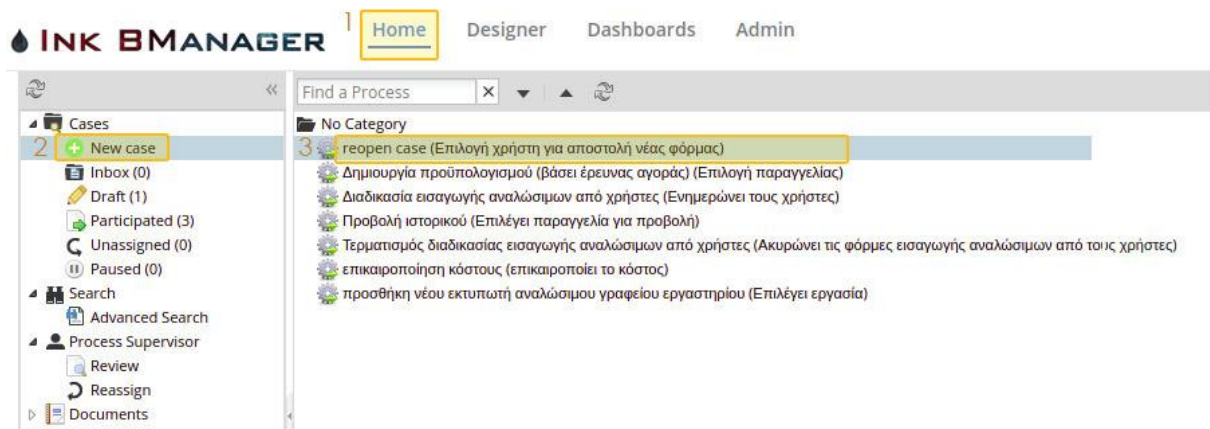 INK BMANAGER
1 Home Designer Dashboards Admin
Find a Process
Cases
2 New case
Inbox (0)
Draft (1)
Participated (3)
Unassigned (0)
Paused (0)
Search
Advanced Search
Process Supervisor
Review
Reassign
Documents
No Category
3 reopen case (Επιλογή χρήστη για αποστολή νέας φόρμας)
Δημιουργία προϋπολογισμού (βάσει έρευνας αγοράς) (Επιλογή παραγγελίας)
Διαδικασία εισαγωγής αναλώσιμων από χρήστες (Ενημερώνει τους χρήστες)
Προβολή ιστορικού (Επιλέγει παραγγελία για προβολή)
Τερματισμός διαδικασίας εισαγωγής αναλώσιμων από χρήστες (Ακυρώνει τις φόρμες εισαγωγής αναλώσιμων από τους χρήστες)
επικαιροποίηση κόστους (επικαιροποίει το κόστος)
προσθήκη νέου εκτυπωτή αναλώσιμου γραφείου εργαστηρίου (Επιλέγει εργασία)